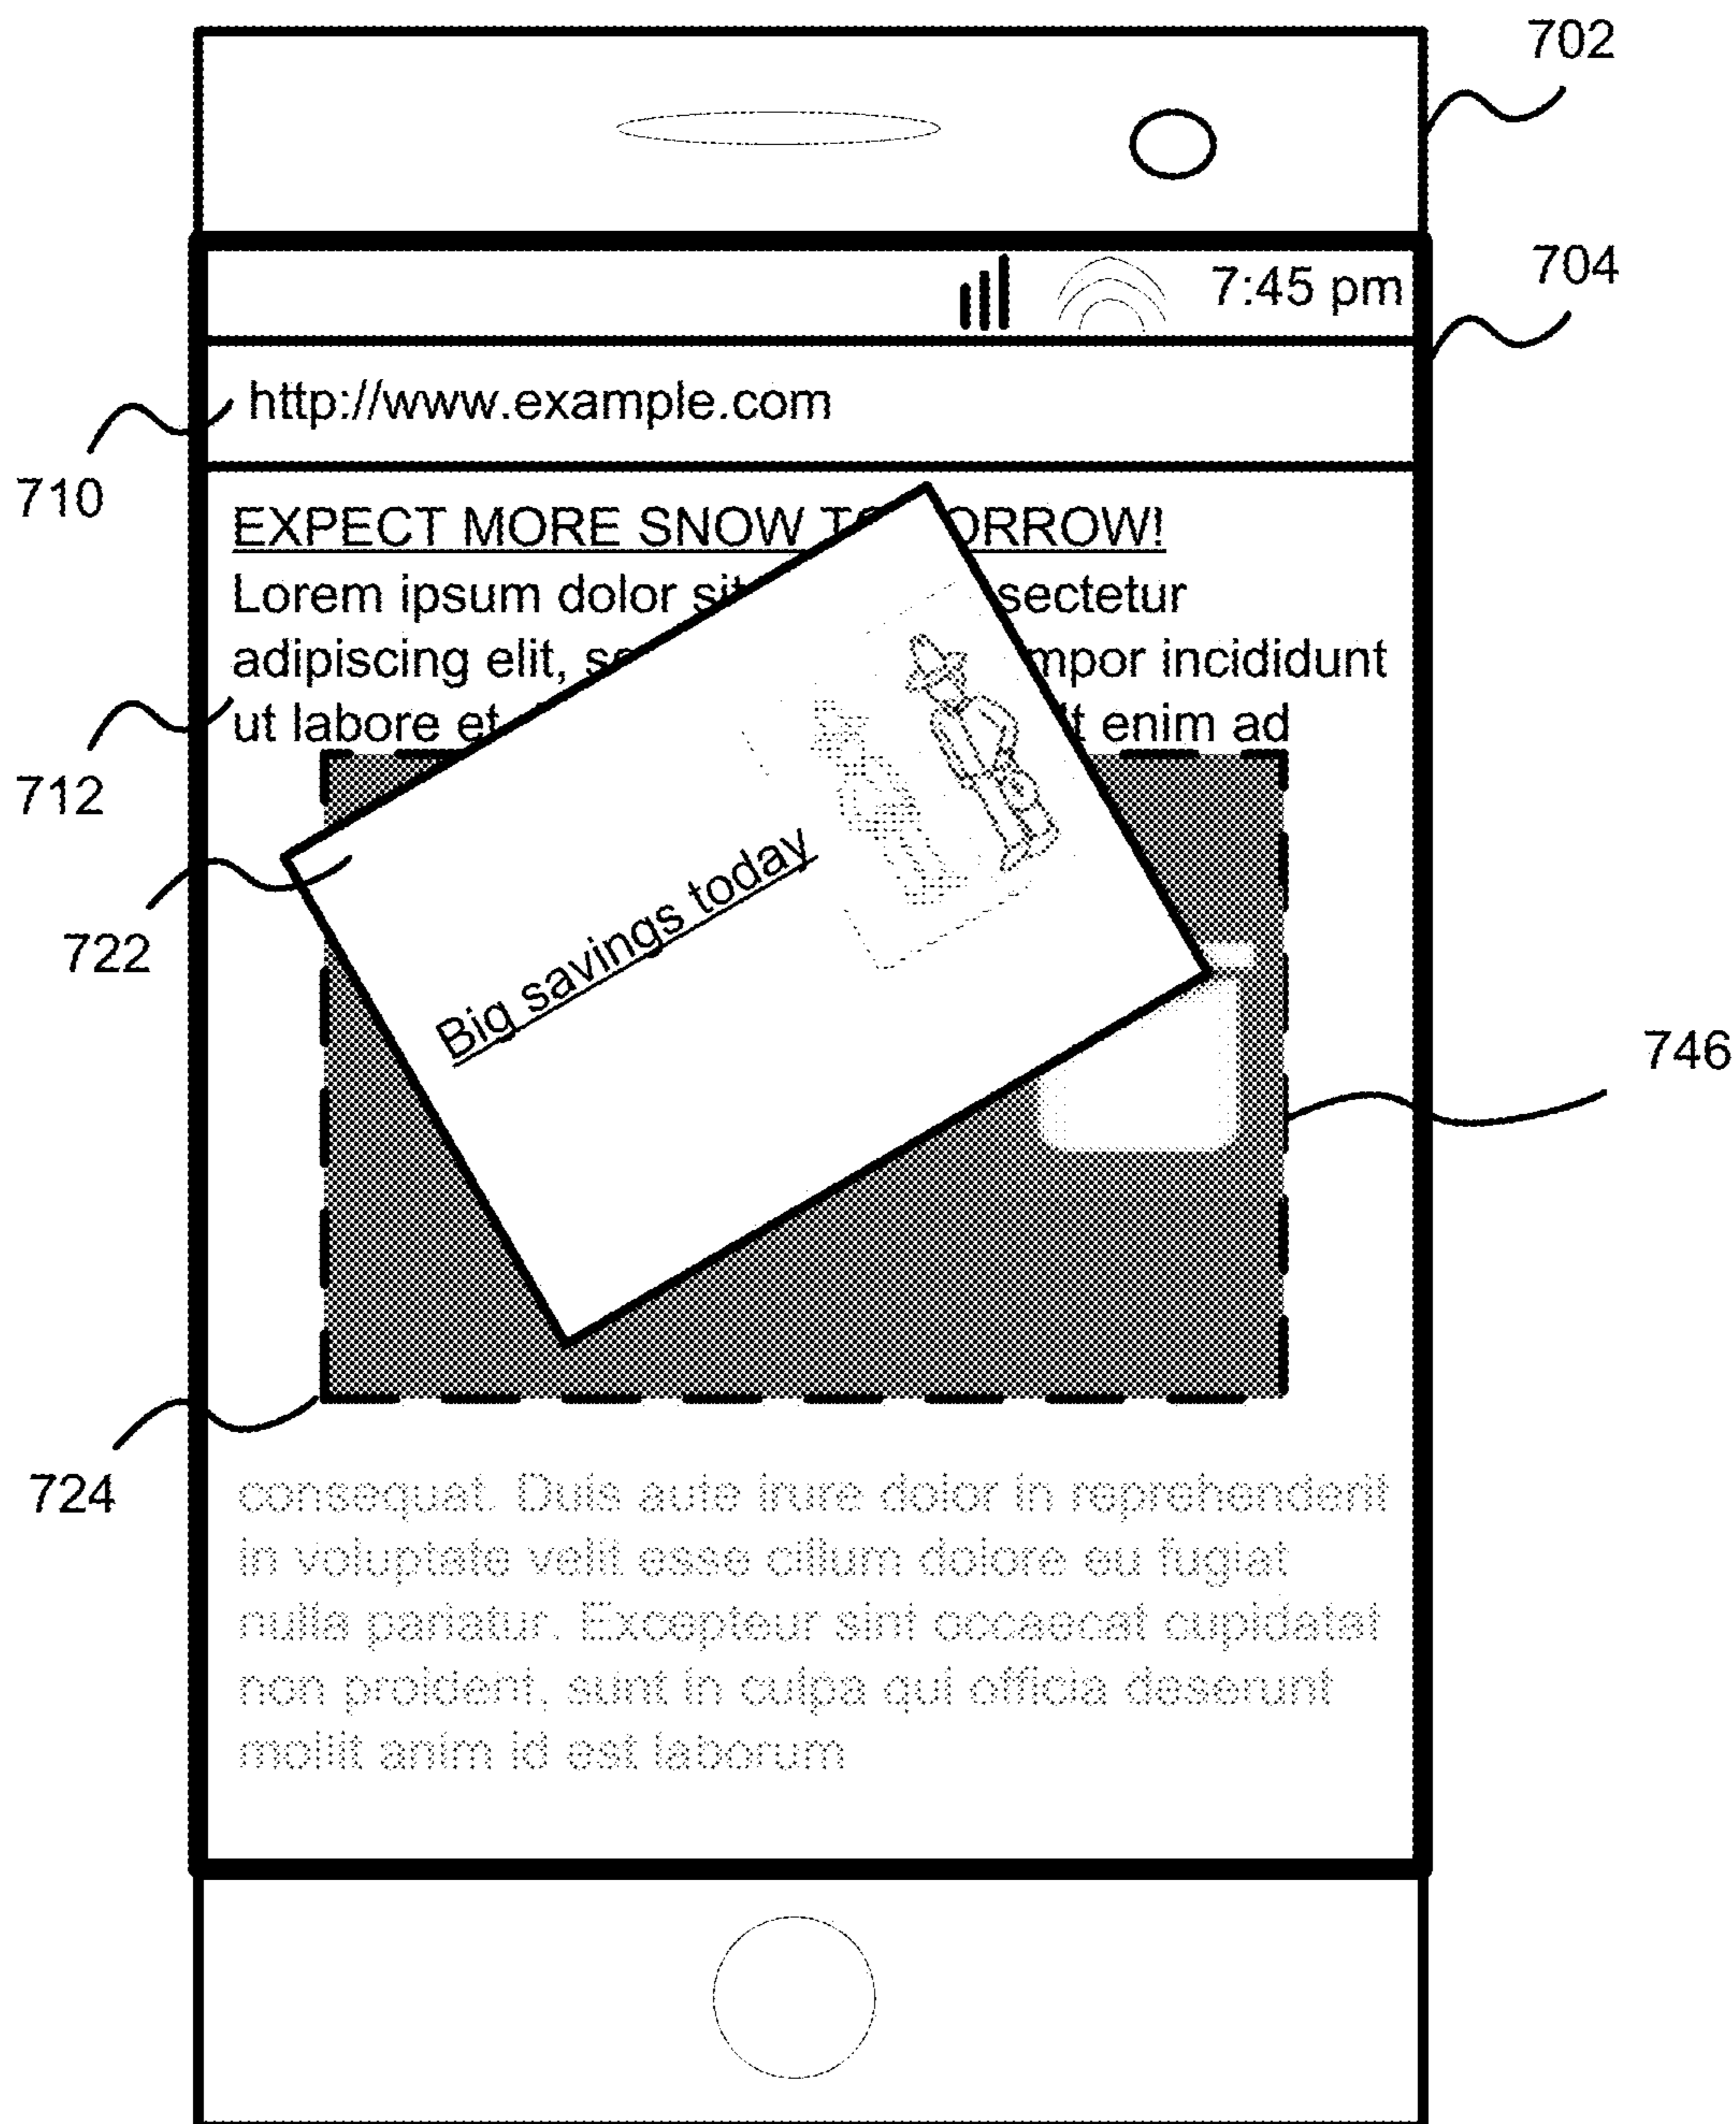 702
7:45 pm
704
http://www.example.com
710
EXPECT MORE SNOW TO ORROW!
Lorem ipsum dolor sit sectetur
adipiscing elit, se mpor incididunt
ut labore et t enim ad
712
722
Big savings today
746
724
consequat. Duis aute irure dolor in reprehenderit
in voluptate velit esse cillum dolore eu fugiat
nulla pariatur. Excepteur sint occaecat cupidatat
non proident, sunt in culpa qui officia deserunt
mollit anim id est laborum